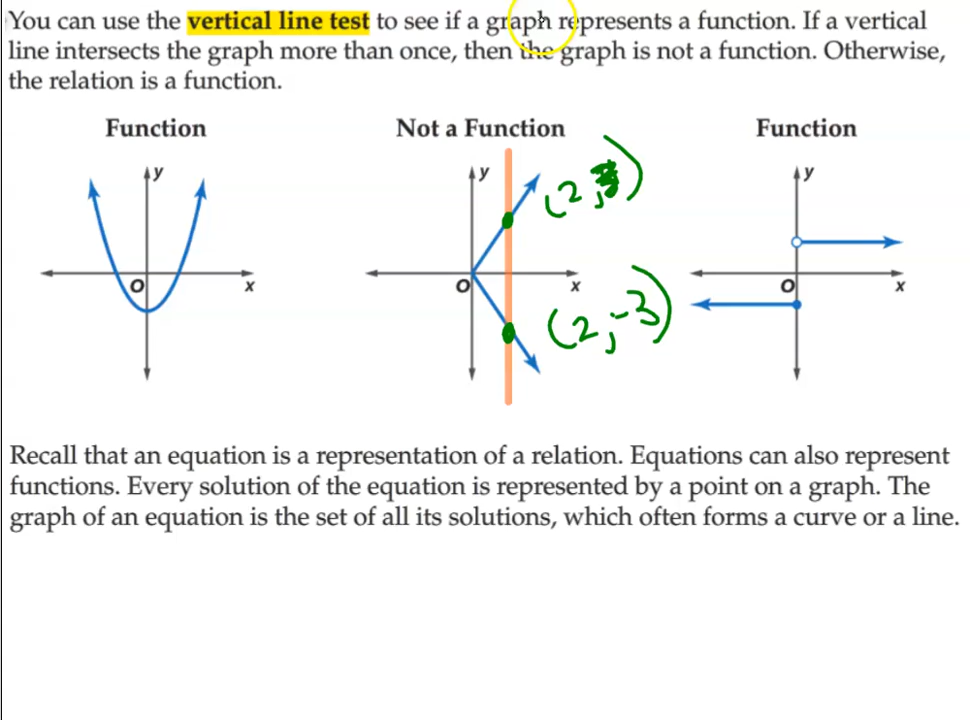 You can use the vertical line test to see if a graph represents a function. If a vertical
line intersects the graph more than once, then the graph is not a function. Otherwise,
the relation is a function.
Function Not a Function Function
y y y
(2,
O x O x O x
(2,-3)
Recall that an equation is a representation of a relation. Equations can also represent
functions. Every solution of the equation is represented by a point on a graph. The
graph of an equation is the set of all its solutions, which often forms a curve or a line.